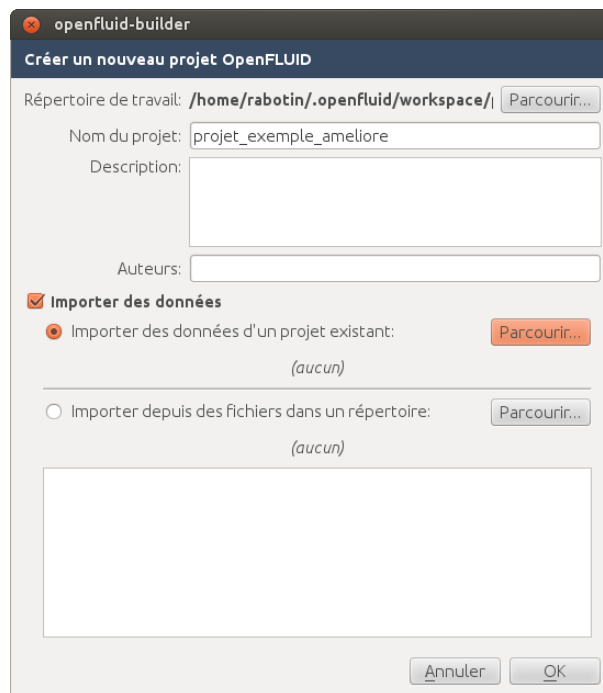 openfluid-builder
Créer un nouveau projet OpenFLUID
Répertoire de travail: /home/rabotin/.openfluid/workspace/ Parcourir...
Nom du projet: projet_exemple_ameliore
Description:
Auteurs:
Importer des données
Importer des données d'un projet existant: Parcourir...
(aucun)
Importer depuis des fichiers dans un répertoire: Parcourir...
(aucun)
Annuler OK